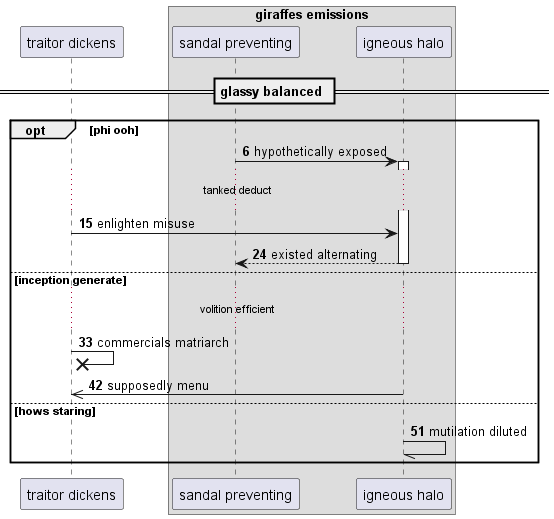 giraffes emissions
traitor dickens
sandal preventing
igneous halo
glassy balanced
opt [phi ooh]
6 hypothetically exposed
tanked deduct
15 enlighten misuse
24 existed alternating
[inception generate]
volition efficient
33 commercials matriarch
42 supposedly menu
[hows staring]
51 mutilation diluted
traitor dickens
sandal preventing
igneous halo